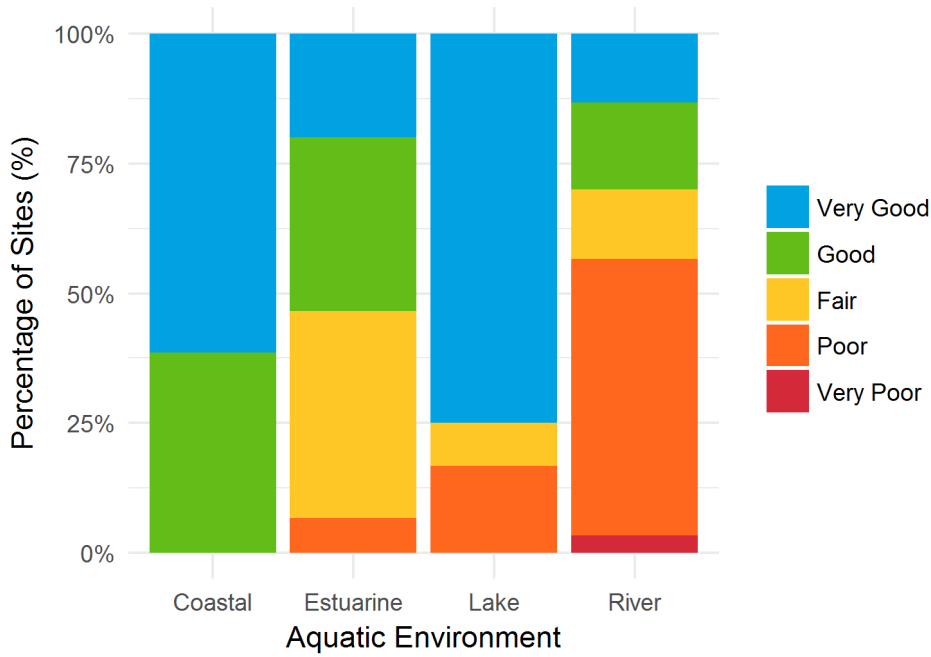 Percentage of Sites (%)
100%
75%
50%
25%
0%
Coastal
Estuarine
Lake
River
Aquatic Environment
Very Good
Good
Fair
Poor
Very Poor